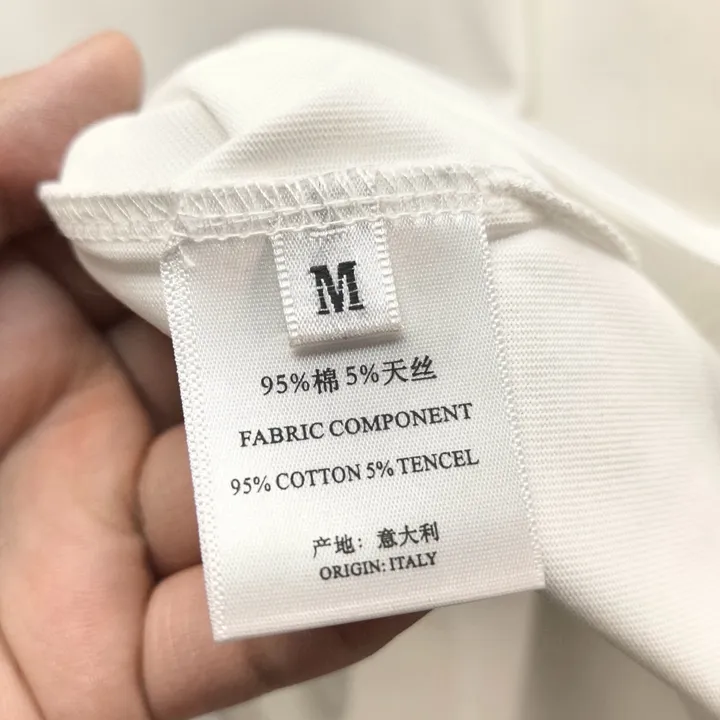 M
95%棉 5%天丝
FABRIC COMPONENT
95% COTTON 5% TENCEL
产地：意大利
ORIGIN: ITALY